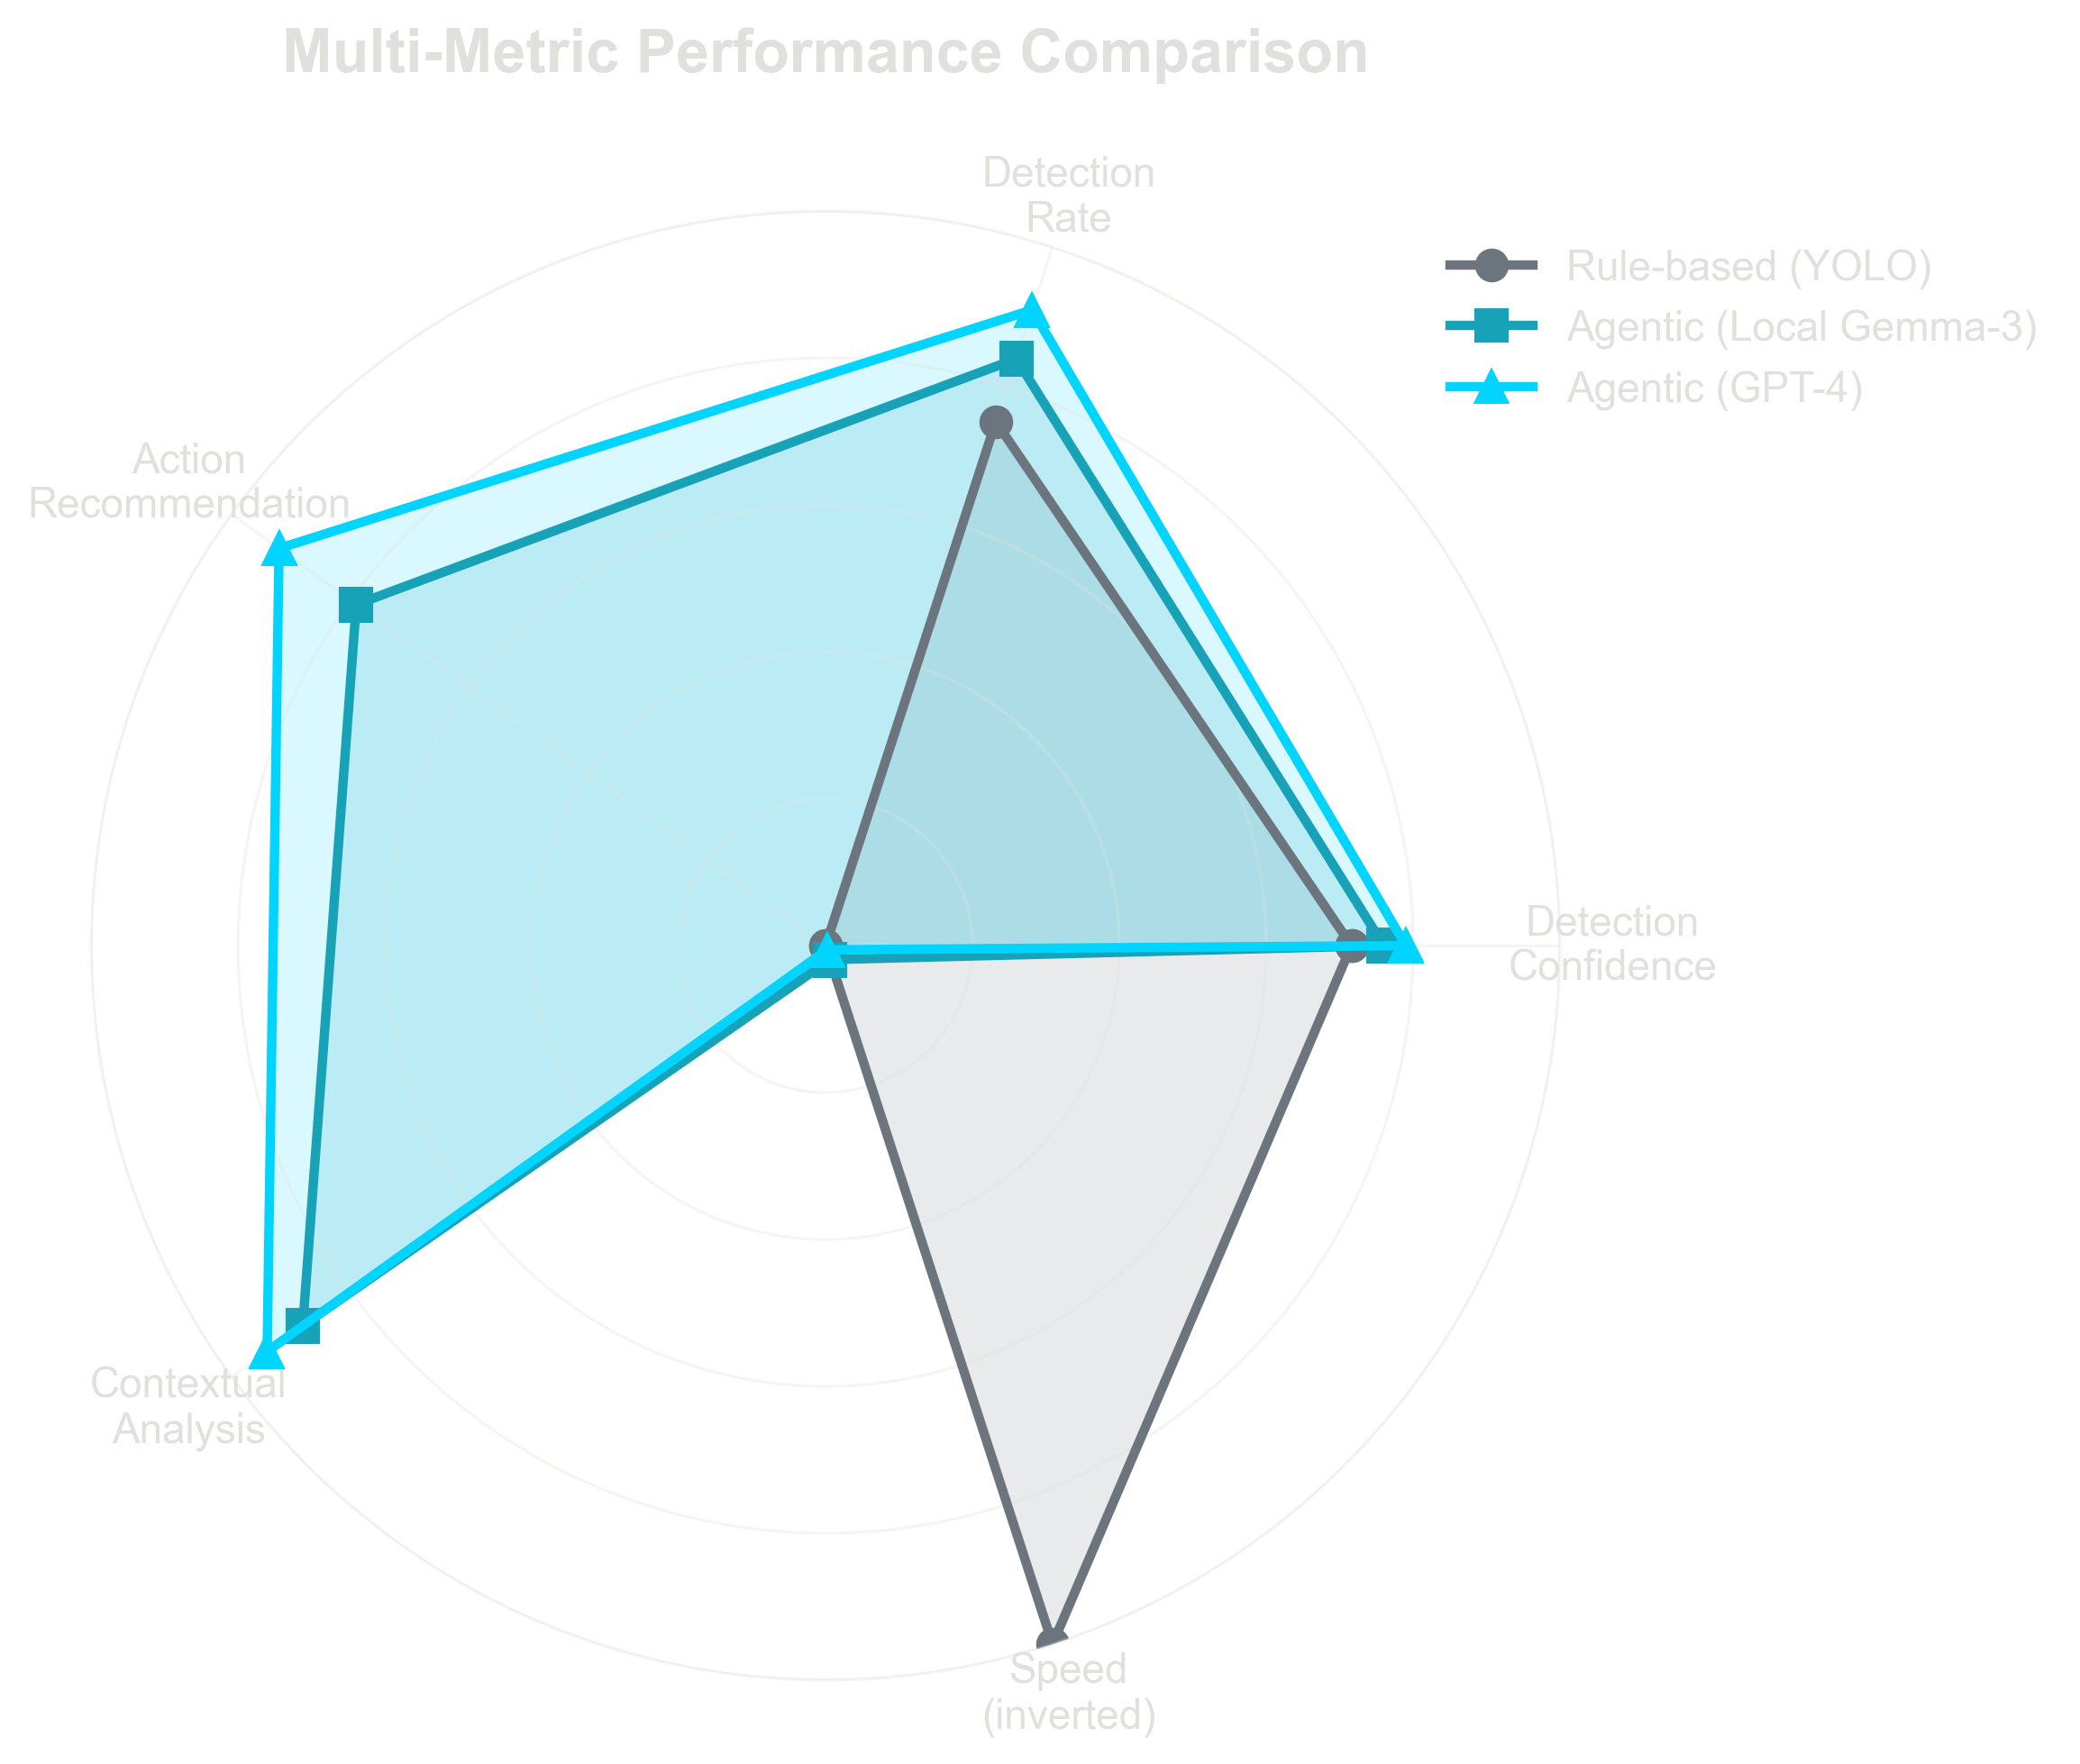 Multi-Metric Performance Comparison
Detection
Rate
Rule-based (YOLO)
Agentic (Local Gemma-3)
Agentic (GPT-4)
Action
Recommendation
Detection
Confidence
Contextual
Analysis
Speed
(inverted)